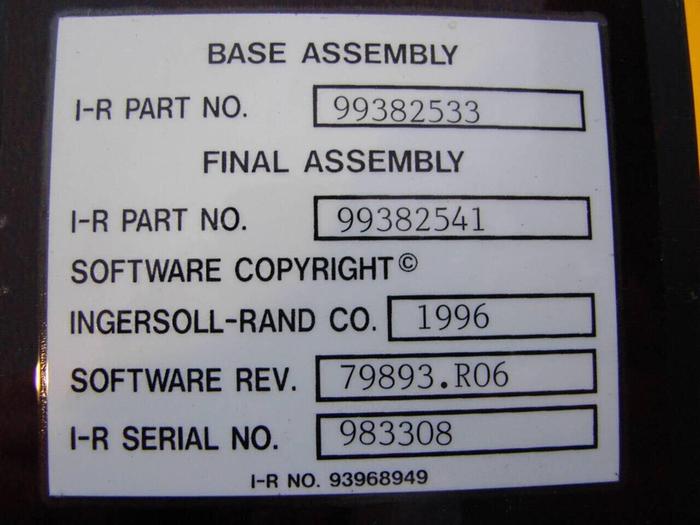 BASE ASSEMBLY
I-R PART NO. 99382533
FINAL ASSEMBLY
I-R PART NO. 99382541
SOFTWARE COPYRIGHT ©
INGERSOLL-RAND CO. 1996
SOFTWARE REV. 79893.R06
I-R SERIAL NO. 983308
I-R NO. 93968949